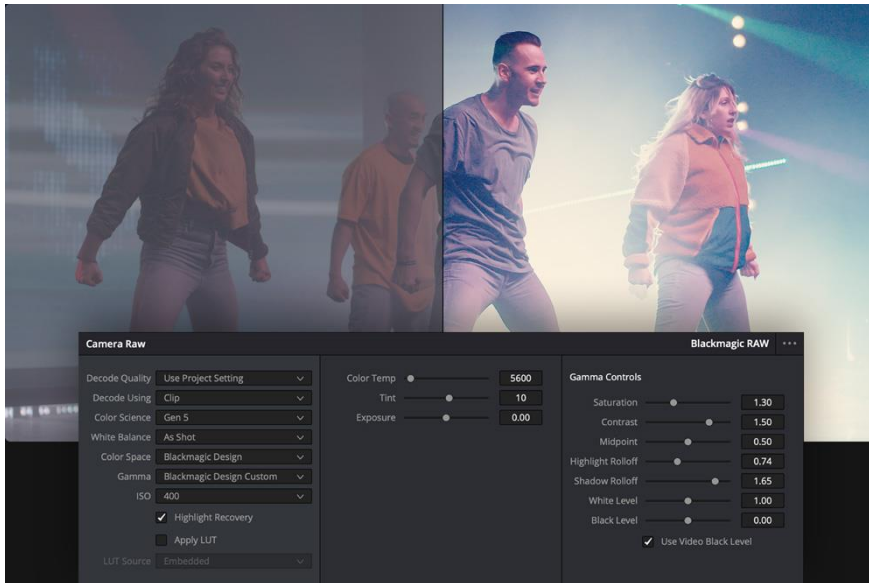 Camera Raw
Blackmagic RAW
Decode Quality Use Project Setting
Decode Using Clip
Color Science Gen 5
White Balance As Shot
Color Space Blackmagic Design
Gamma Blackmagic Design Custom
ISO 400
Highlight Recovery
Apply LUT
LUT Source Embedded
Color Temp 5600
Tint 10
Exposure 0.00
Gamma Controls
Saturation 1.30
Contrast 1.50
Midpoint 0.50
Highlight Rolloff 0.74
Shadow Rolloff 1.65
White Level 1.00
Black Level 0.00
Use Video Black Level